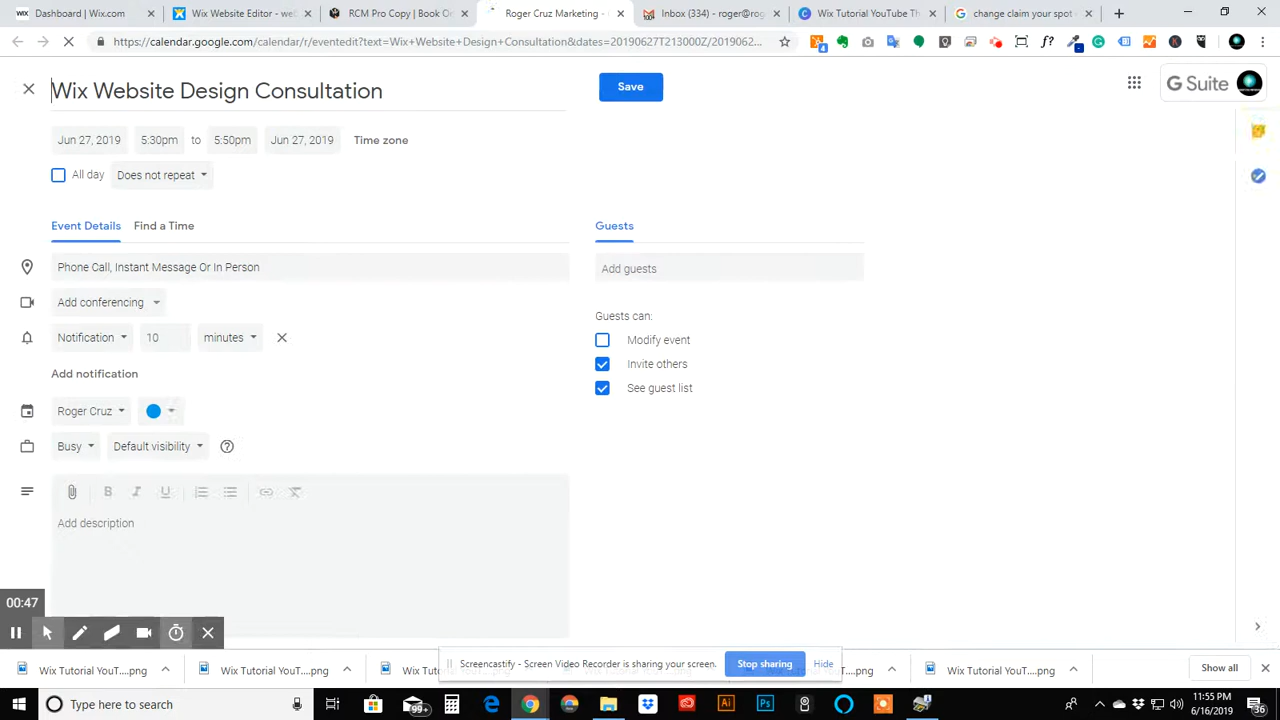 Dashboard | Wix.com
Wix Website Editor - web
RCM Pro Copy | Book O
Roger Cruz Marketing -
Inbox (334) - roger@rog
Wix Tutorial YouTube Th
change claim your spot
https://calendar.google.com/calendar/eventedit?text=Wix+Website+Design+Consultation&dates=20190627T213000Z/2019062...
Wix Website Design Consultation
Save
G Suite
Jun 27, 2019 5:30pm to 5:50pm Jun 27, 2019 Time zone
All day Does not repeat
Event Details Find a Time
Guests
Phone Call, Instant Message Or In Person
Add guests
Add conferencing
Guests can:
Notification 10 minutes
Modify event
Invite others
Add notification
See guest list
Roger Cruz
Busy Default visibility
Add description
00:47
Wix Tutorial YouT....png
Wix Tutorial YouT....png
Screencastify - Screen Video Recorder is sharing your screen.
Stop sharing
Hide
Wix Tutorial YouT....png
Show all
Type here to search
99+
11:55 PM
6/16/2019
36